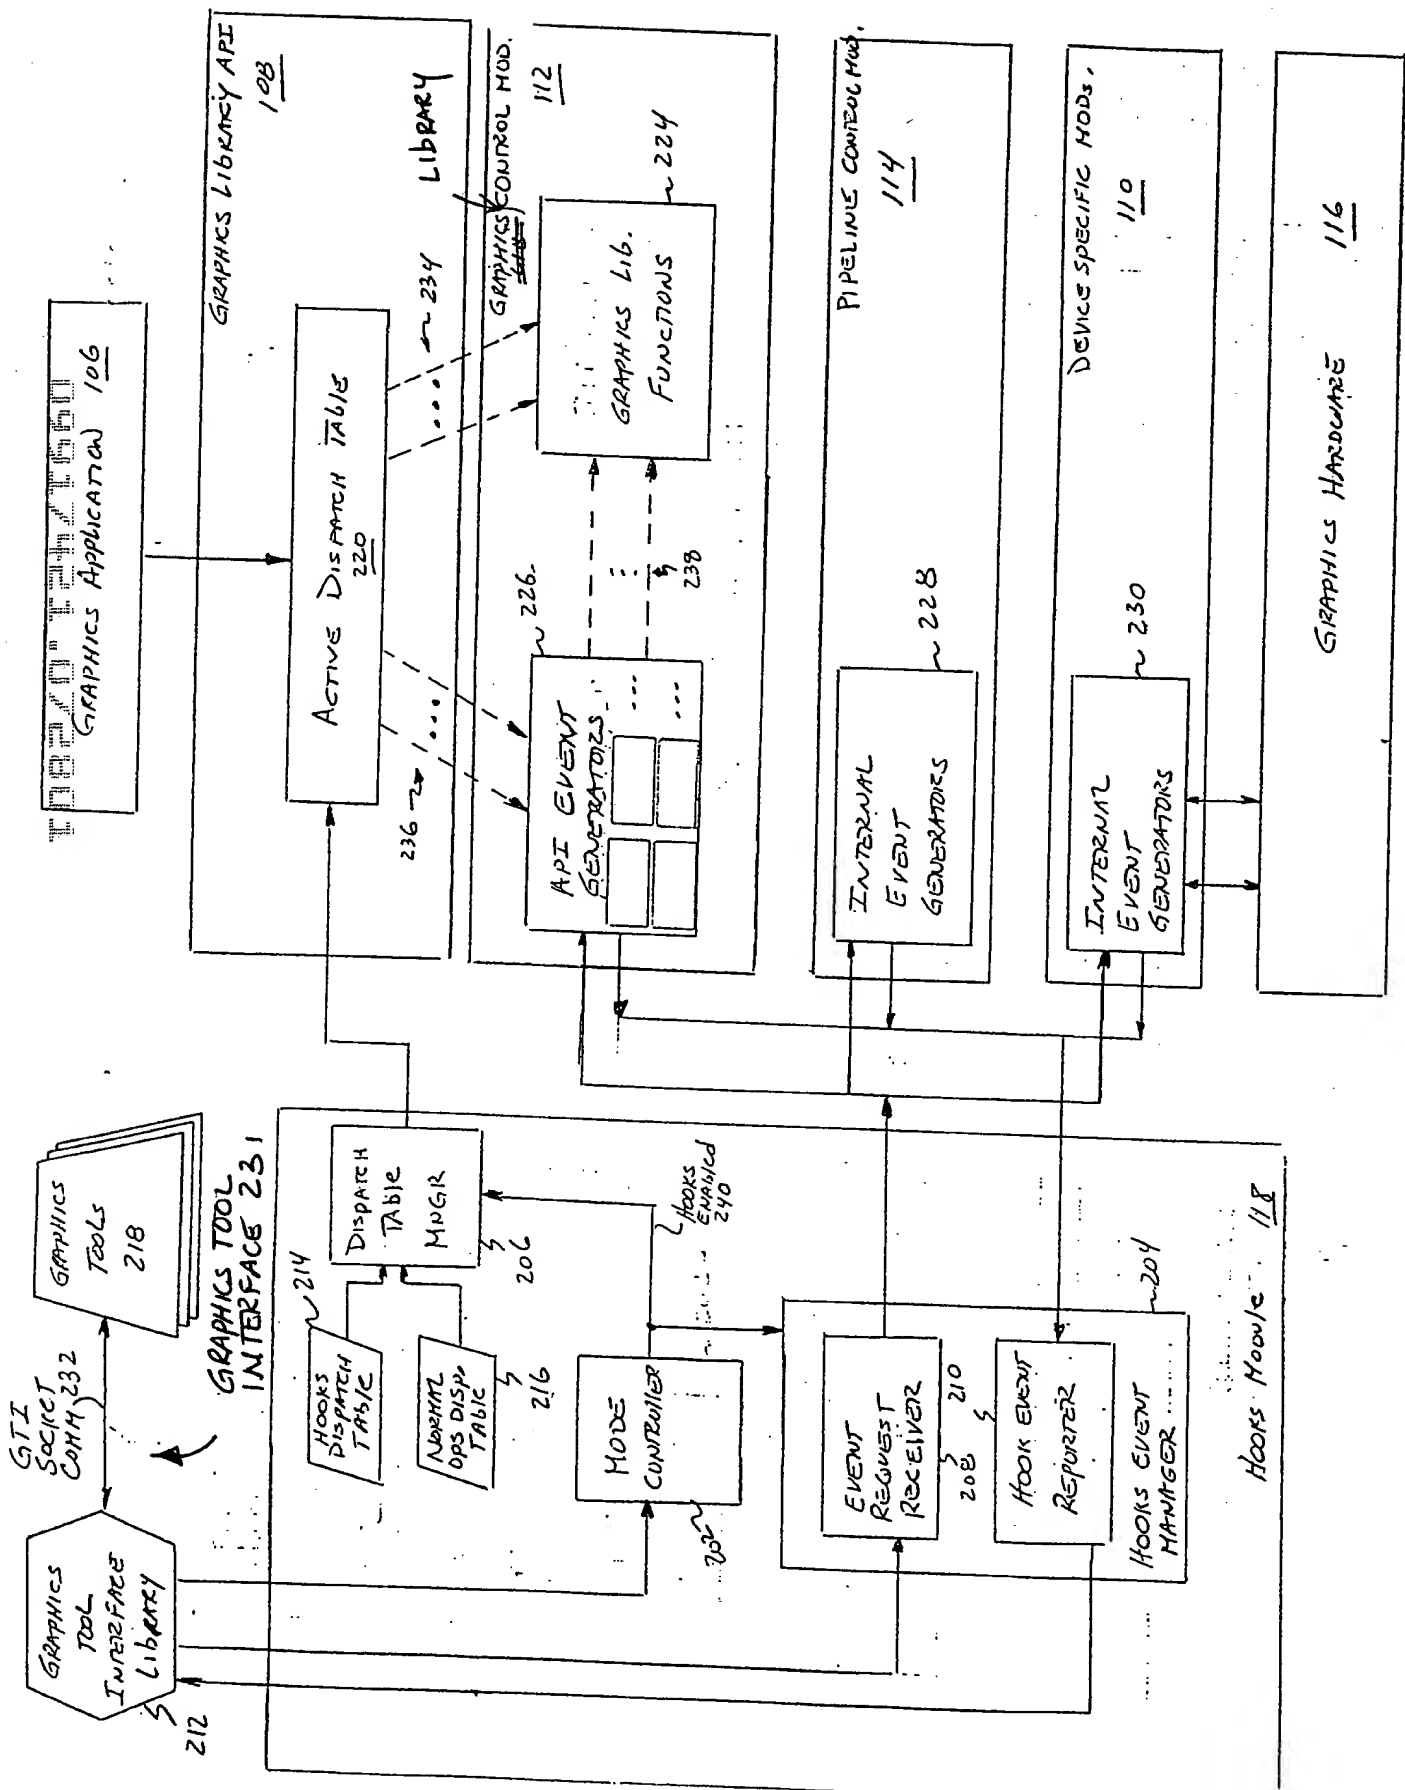 GTI
SOCKET
COMM
232
GRAPHICS
TOOLS
218
GRAPHICS
TOOL
INTERFACE
LIBRARY
212
GRAPHICS TOOL
INTERFACE 231
GRAPHICS APPLICATION 106
GRAPHICS LIBRARY API
108
ACTIVE DISPATCH TABLE
220
236
234
LIBRARY
GRAPHICS CONTROL MOD.
112
226
API EVENT
GENERATORS
238
GRAPHICS LIB.
FUNCTIONS
224
PIPELINE CONTROL MOD.
114
INTERNAL
EVENT
GENERATORS
228
DEVICE SPECIFIC MODS.
110
INTERNAL
EVENT
GENERATORS
230
GRAPHICS HARDWARE
116
HOOKS
DISPATCH
TABLE
214
NORMAL
OPS DISP.
TABLE
216
DISPATCH
TABLE
MNGR
206
MODE
CONTROLLER
202
HOOKS
ENABLED
240
EVENT
REQUEST
RECEIVER
208
210
HOOK EVENT
REPORTER
HOOKS EVENT
MANAGER
204
HOOKS MODULE 118